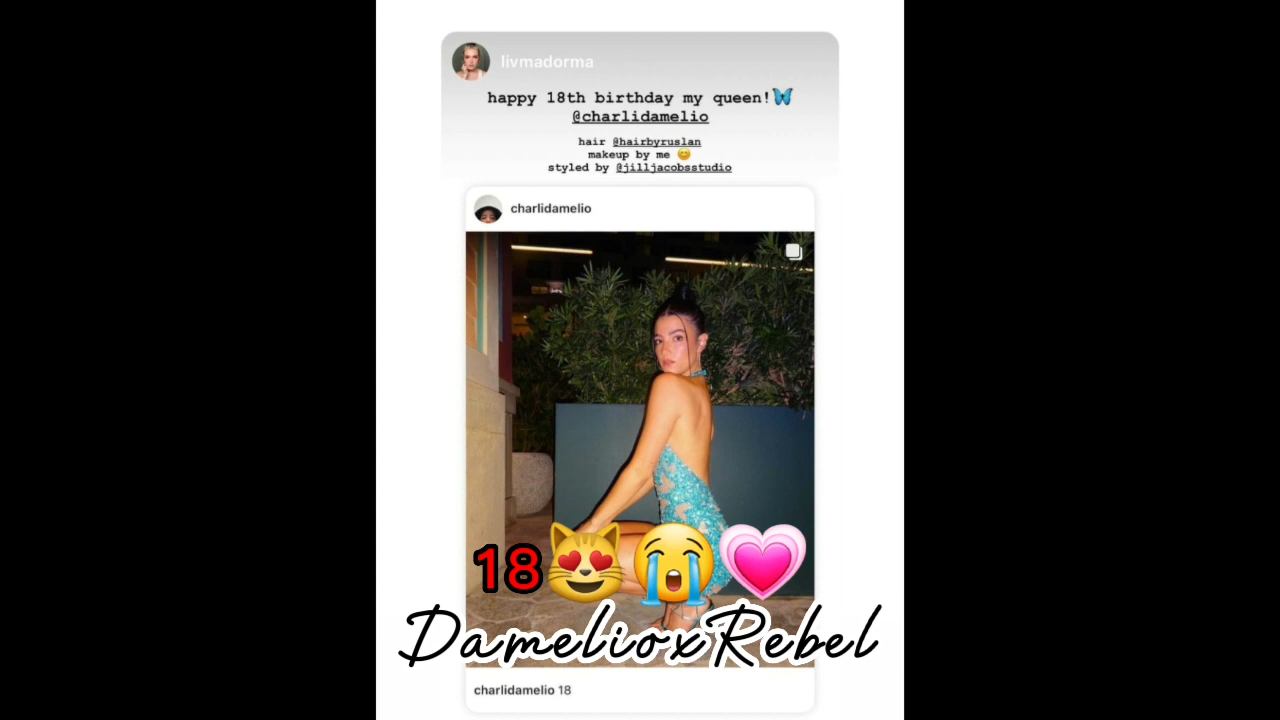 livmadorma
happy 18th birthday my queen!🦋
@charlidamelio
hair @hairbyruslan
makeup by me 😊
styled by @jilljacobsstudio
charlidamelio
18😻😭💗
DamelioxRebel
charlidamelio 18